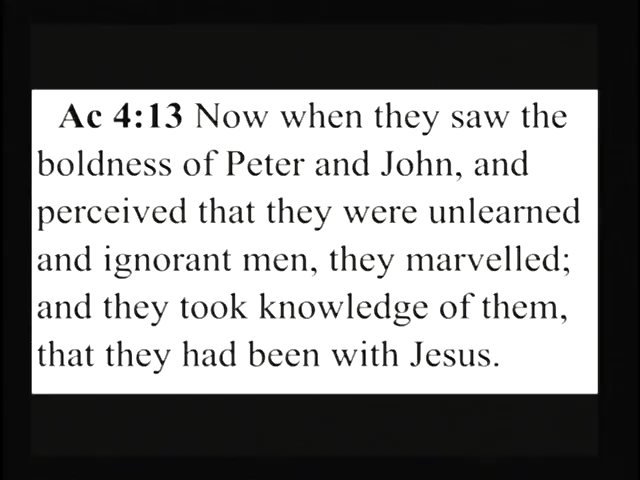 Ac 4:13 Now when they saw the
boldness of Peter and John, and
perceived that they were unlearned
and ignorant men, they marvelled;
and they took knowledge of them,
that they had been with Jesus.